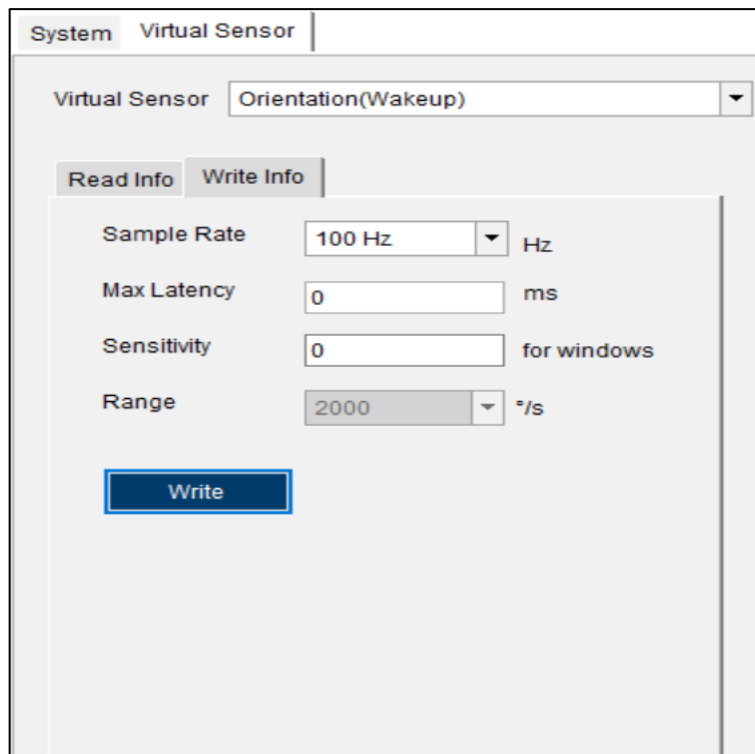 System Virtual Sensor
Virtual Sensor Orientation(Wakeup)
Read Info Write Info
Sample Rate 100 Hz Hz
Max Latency 0 ms
Sensitivity 0 for windows
Range 2000 °/s
Write